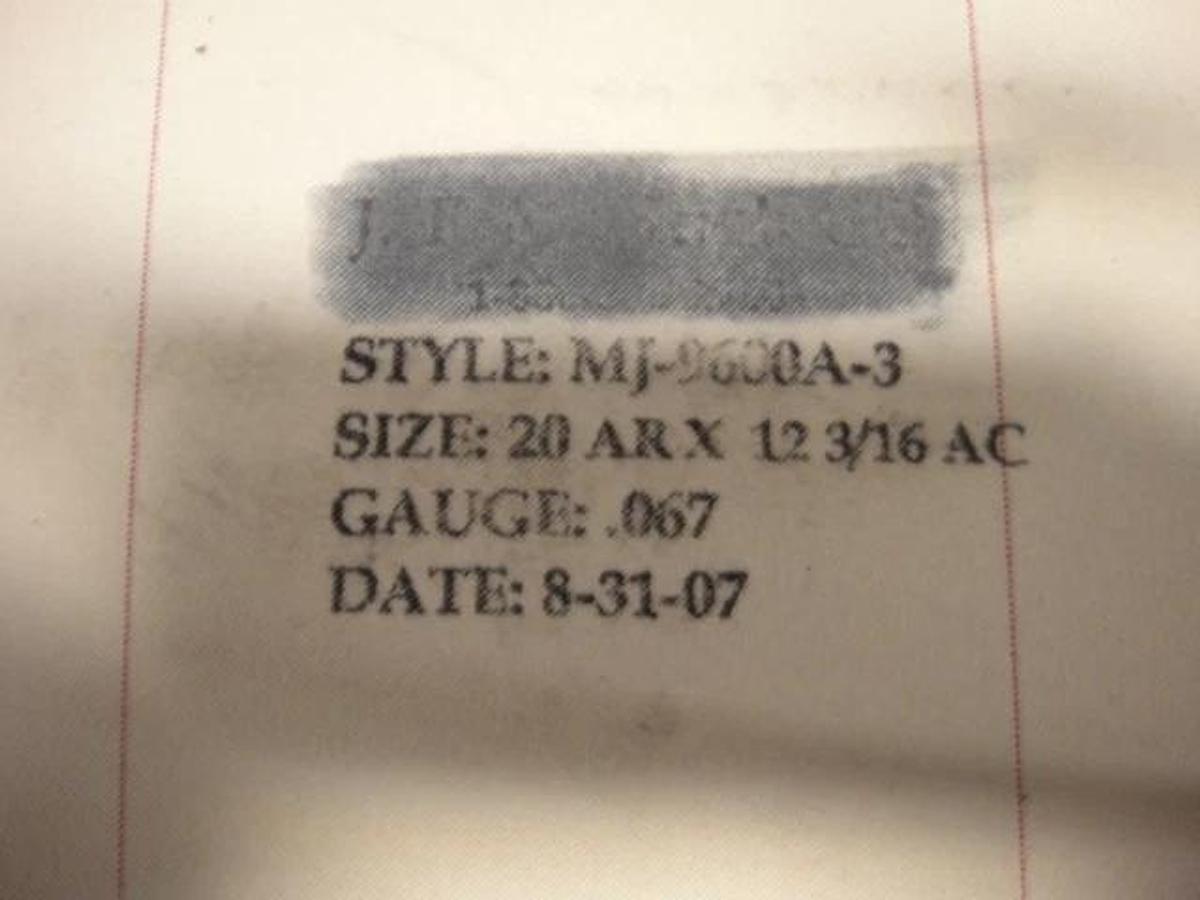 STYLE: MJ-9600A-3
SIZE: 20 AR X 12 3/16 AC
GAUGE: .067
DATE: 8-31-07